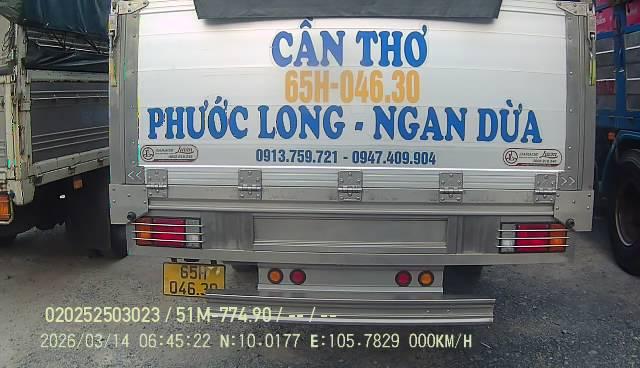 CẦN THƠ
65H-046.30
PHƯỚC LONG - NGAN DỪA
0913.759.721 - 0947.409.904
65H
046.30
020252503023 / 51M-774.90 / -- / --
2026/03/14 06:45:22 N:10.0177 E:105.7829 000KM/H